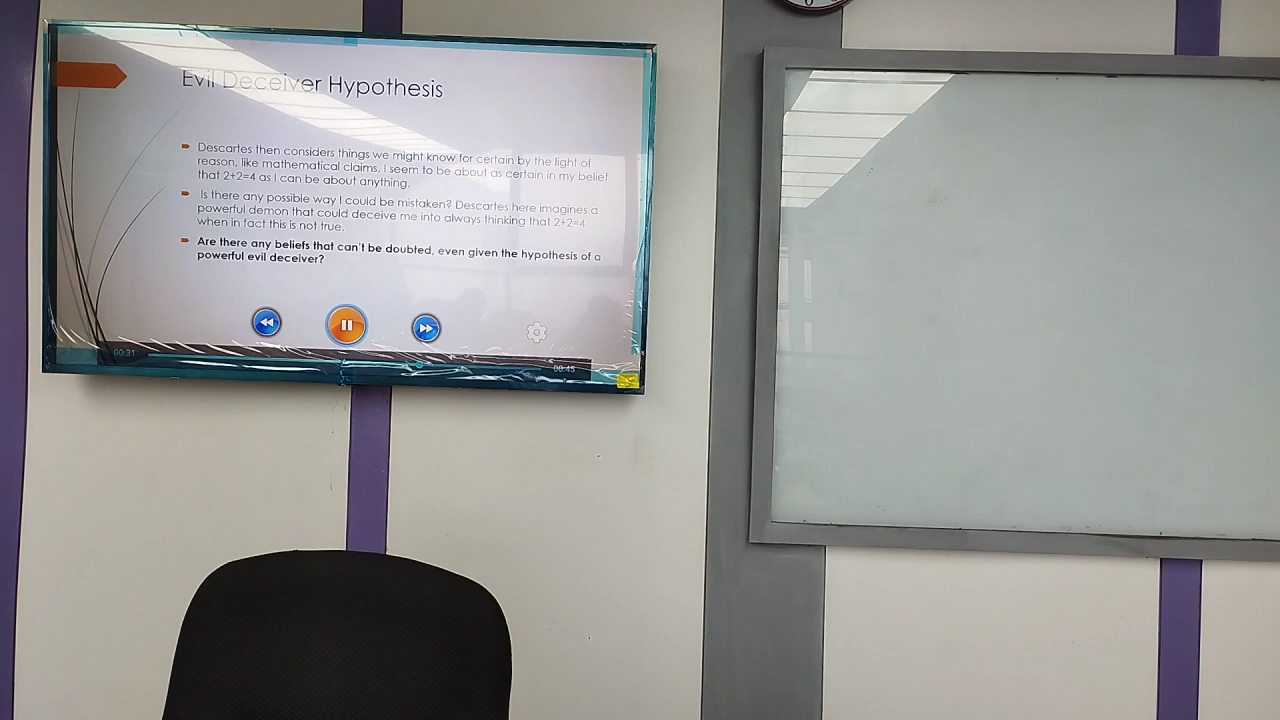 Evil Deceiver Hypothesis
Descartes then considers things we might know for certain by the light of
reason, like mathematical claims. I seem to be about as certain in my belief
that 2+2=4 as I can be about anything.
Is there any possible way I could be mistaken? Descartes here imagines a
powerful demon that could deceive me into always thinking that 2+2=4
when in fact this is not true.
Are there any beliefs that can't be doubted, even given the hypothesis of a
powerful evil deceiver?
00:31
00:45
6